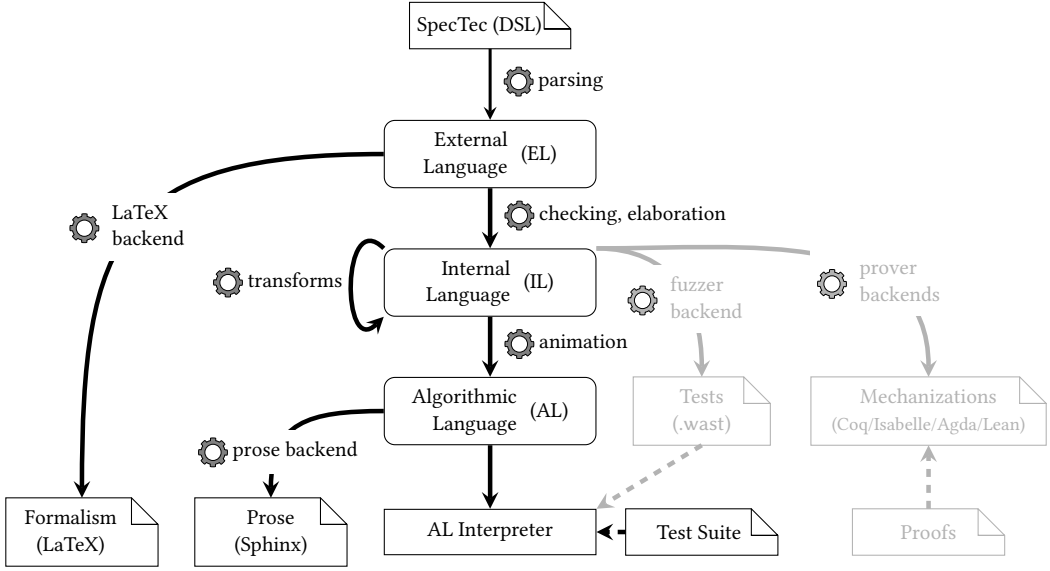 SpecTec (DSL)
parsing
External
Language
(EL)
LaTeX
backend
checking, elaboration
transforms
Internal
Language
(IL)
fuzzer
backend
prover
backends
animation
Algorithmic
Language
(AL)
Tests
(.wast)
Mechanizations
(Coq/Isabelle/Agda/Lean)
prose backend
Formalism
(LaTeX)
Prose
(Sphinx)
AL Interpreter
Test Suite
Proofs